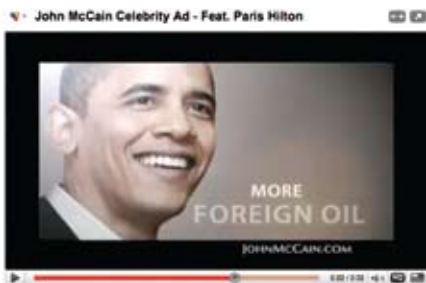 John McCain Celebrity Ad - Feat. Paris Hilton
MORE
FOREIGN OIL
JOHNMCCAIN.COM